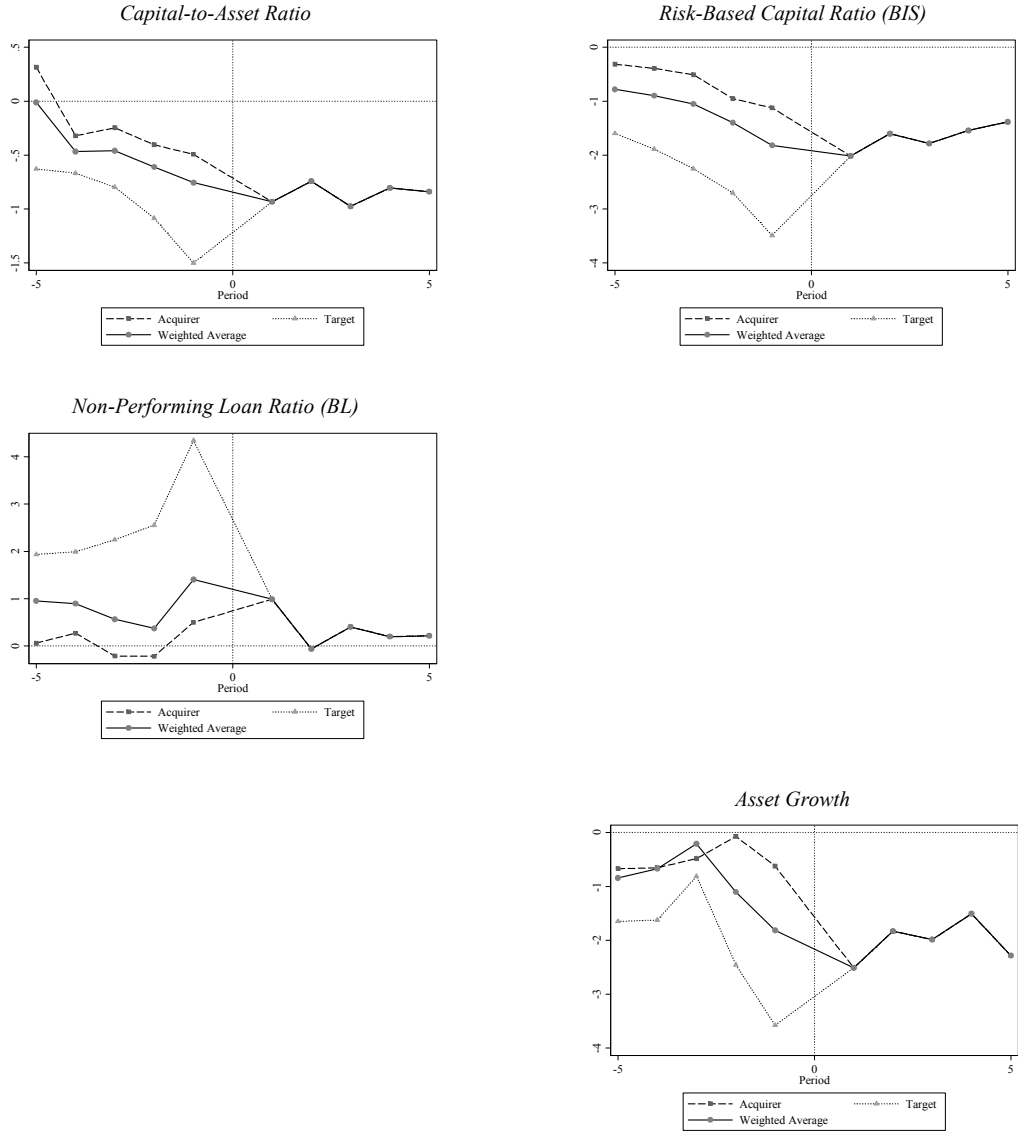 Capital-to-Asset Ratio
.5
0
-.5
-1
-1.5
-5 0 5
Period
Acquirer Target
Weighted Average
Risk-Based Capital Ratio (BIS)
0
-1
-2
-3
-4
-5 0 5
Period
Acquirer Target
Weighted Average
Non-Performing Loan Ratio (BL)
4
3
2
1
0
-5 0 5
Period
Acquirer Target
Weighted Average
Asset Growth
0
-1
-2
-3
-4
-5 0 5
Period
Acquirer Target
Weighted Average